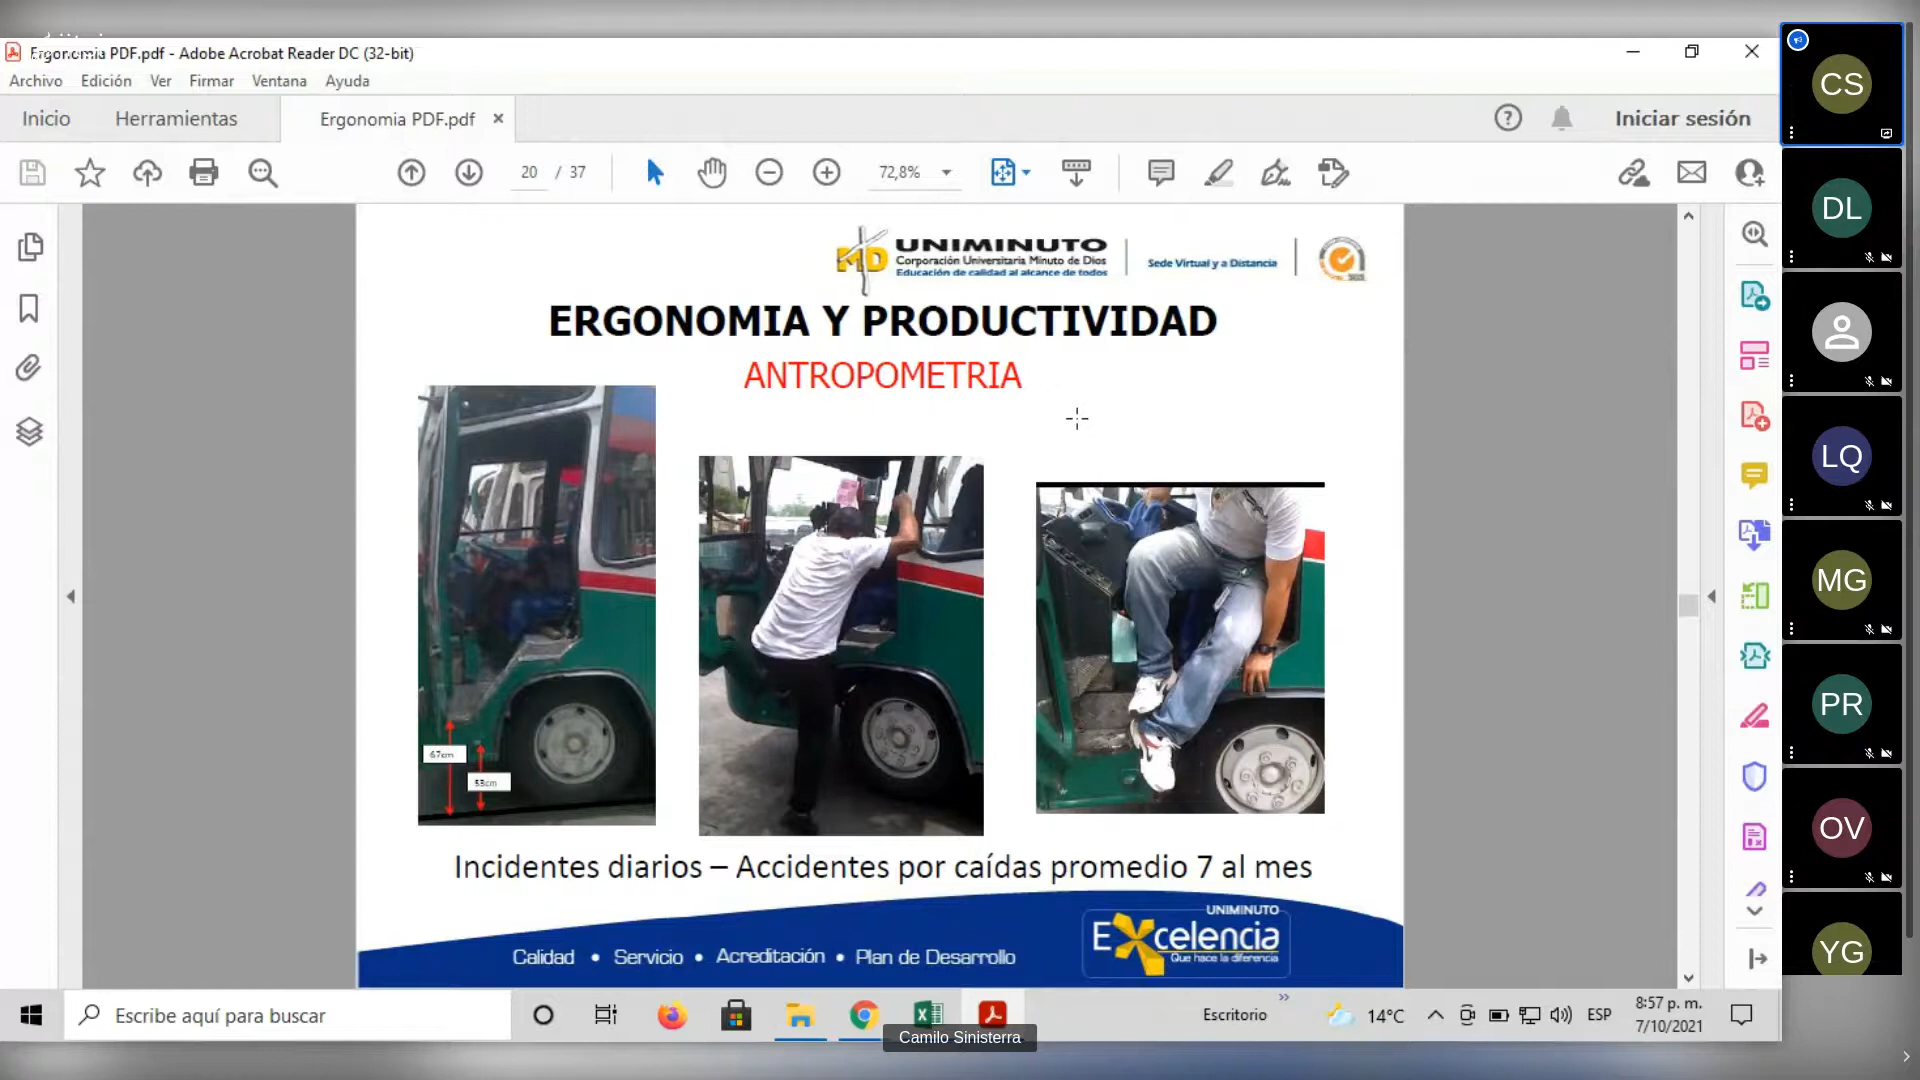 Ergonomia PDF.pdf - Adobe Acrobat Reader DC (32-bit)
Archivo Edición Ver Firmar Ventana Ayuda
Inicio Herramientas Ergonomia PDF.pdf Iniciar sesión
20 / 37 72,8%
UNIMINUTO
Corporación Universitaria Minuto de Dios
Educación de calidad al alcance de todos
Sede Virtual y a Distancia
ERGONOMIA Y PRODUCTIVIDAD
ANTROPOMETRIA
67cm
53cm
Incidentes diarios – Accidentes por caídas promedio 7 al mes
Calidad • Servicio • Acreditación • Plan de Desarrollo
UNIMINUTO
Excelencia
Que hace la diferencia
Escribe aquí para buscar
Escritorio
14°C
ESP
8:57 p. m.
7/10/2021
Camilo Sinisterra
CS
DL
LQ
MG
PR
OV
YG